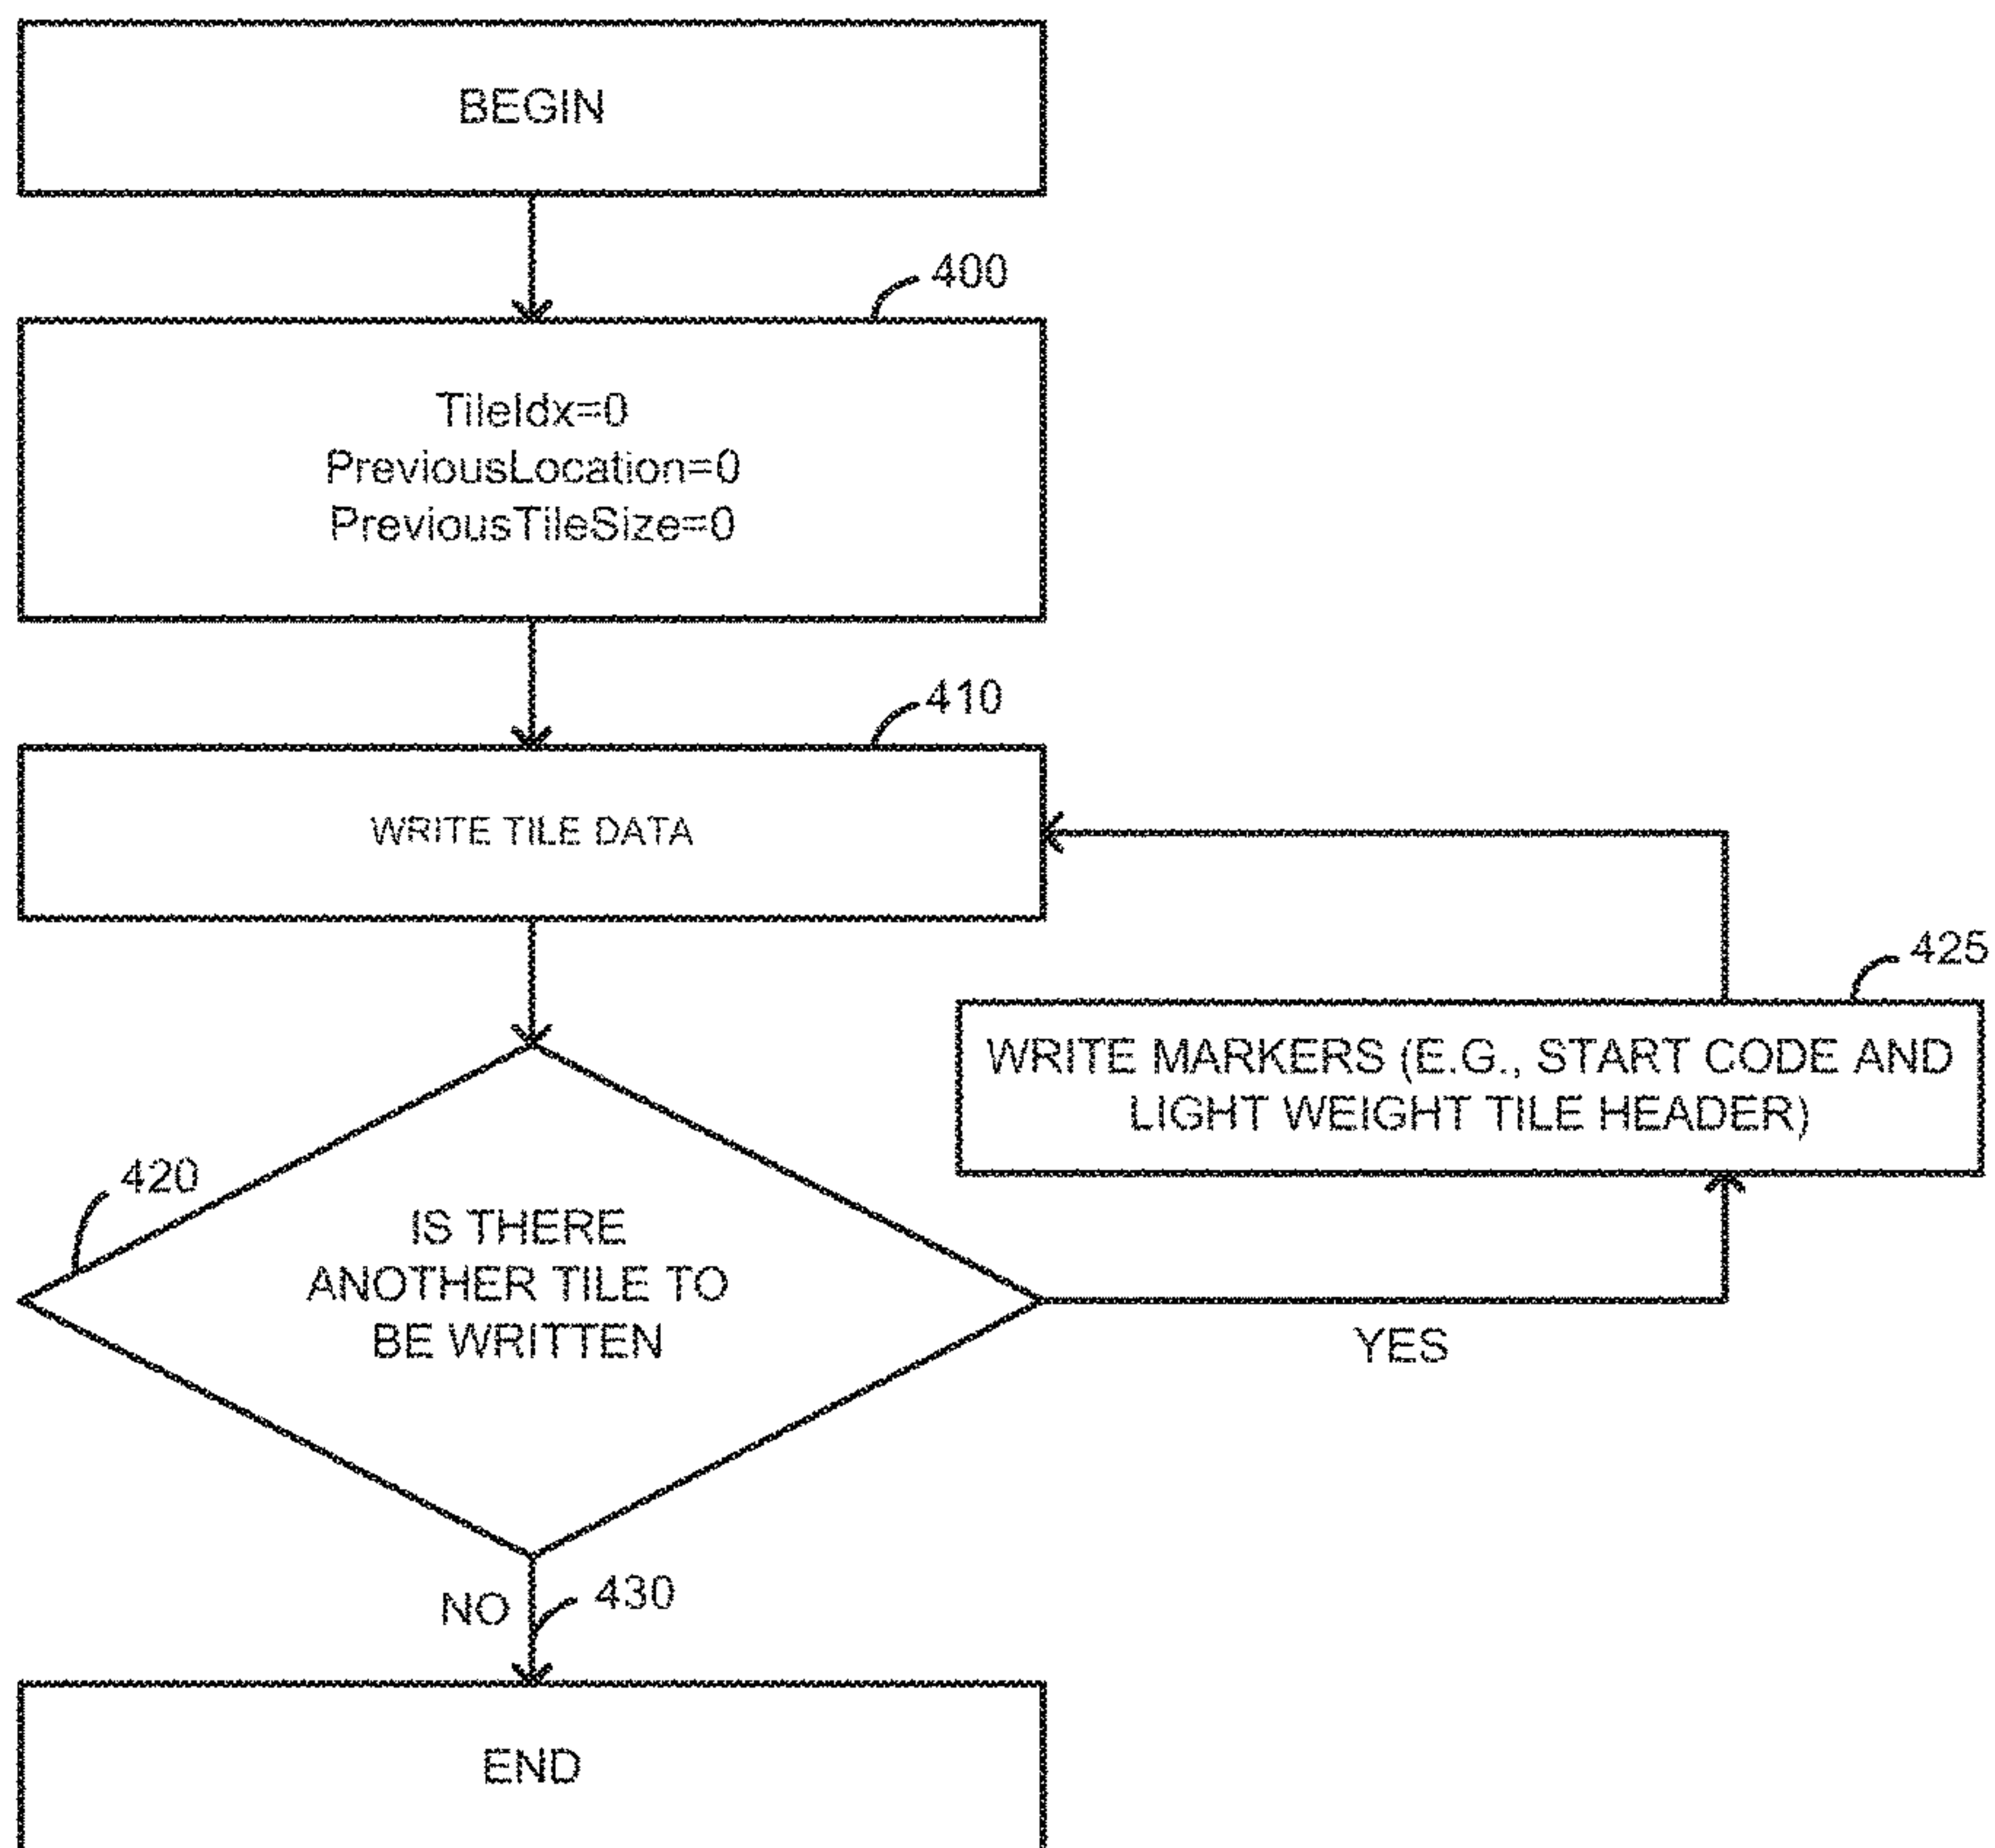 BEGIN
400
TileIdx=0
PreviousLocation=0
PreviousTileSize=0
410
WRITE TILE DATA
425
WRITE MARKERS (E.G., START CODE AND
LIGHT WEIGHT TILE HEADER)
420
IS THERE
ANOTHER TILE TO
BE WRITTEN
YES
NO
430
END